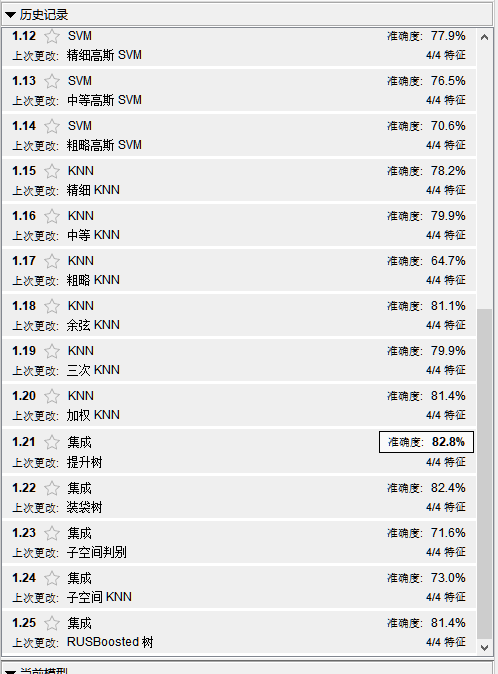 历史记录
1.12 SVM 准确度: 77.9%
上次更改: 精细高斯 SVM 4/4 特征
1.13 SVM 准确度: 76.5%
上次更改: 中等高斯 SVM 4/4 特征
1.14 SVM 准确度: 70.6%
上次更改: 粗略高斯 SVM 4/4 特征
1.15 KNN 准确度: 78.2%
上次更改: 精细 KNN 4/4 特征
1.16 KNN 准确度: 79.9%
上次更改: 中等 KNN 4/4 特征
1.17 KNN 准确度: 64.7%
上次更改: 粗略 KNN 4/4 特征
1.18 KNN 准确度: 81.1%
上次更改: 余弦 KNN 4/4 特征
1.19 KNN 准确度: 79.9%
上次更改: 三次 KNN 4/4 特征
1.20 KNN 准确度: 81.4%
上次更改: 加权 KNN 4/4 特征
1.21 集成 准确度: 82.8%
上次更改: 提升树 4/4 特征
1.22 集成 准确度: 82.4%
上次更改: 装袋树 4/4 特征
1.23 集成 准确度: 71.6%
上次更改: 子空间判别 4/4 特征
1.24 集成 准确度: 73.0%
上次更改: 子空间 KNN 4/4 特征
1.25 集成 准确度: 81.4%
上次更改: RUSBoosted 树 4/4 特征
当前模型